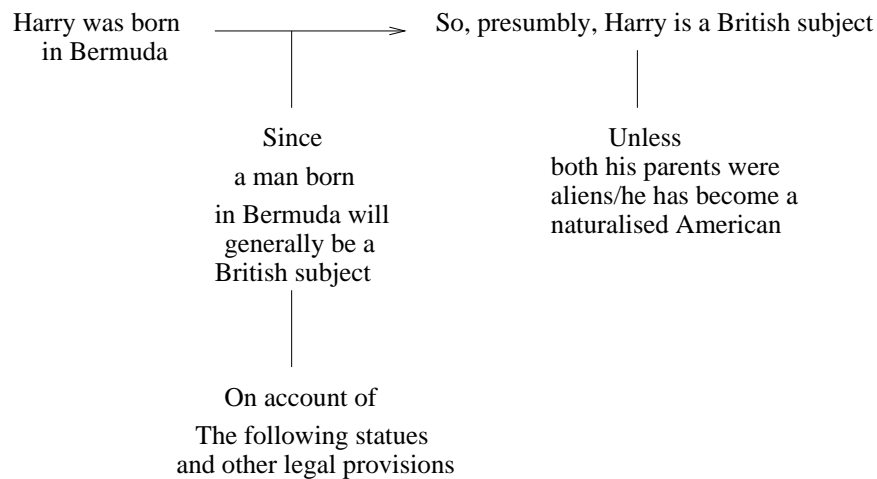 Harry was born
in Bermuda
So, presumbly, Harry is a British subject
Since
a man born
in Bermuda will
generally be a
British subject
Unless
both his parents were
aliens/he has become a
naturalised American
On account of
The following statues
and other legal provisions